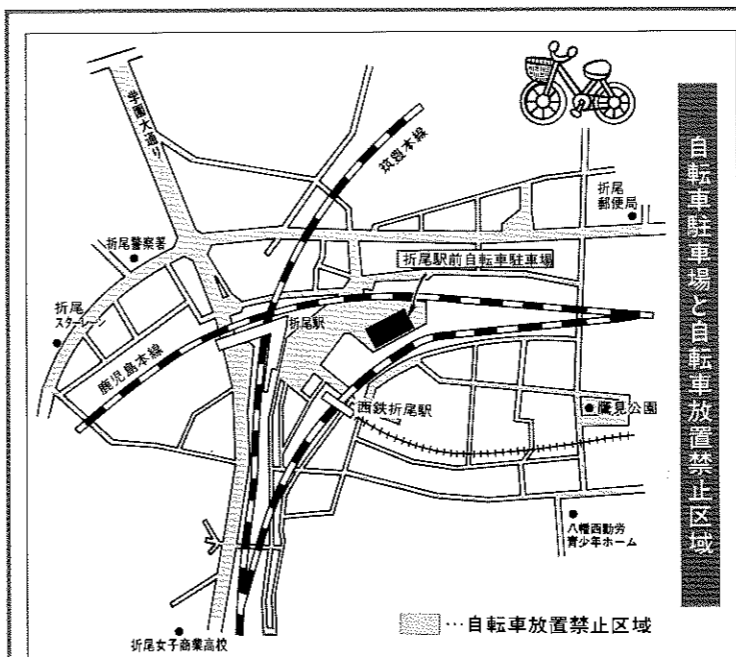 自転車駐車場と自転車放置禁止区域
学園大通り
筑豊本線
折尾
郵便局
折尾警察署
折尾駅前自転車駐車場
折尾
スターレーン
折尾駅
鹿児島本線
西鉄折尾駅
鷹見公園
八幡西勤労
青少年ホーム
…自転車放置禁止区域
折尾女子商業高校